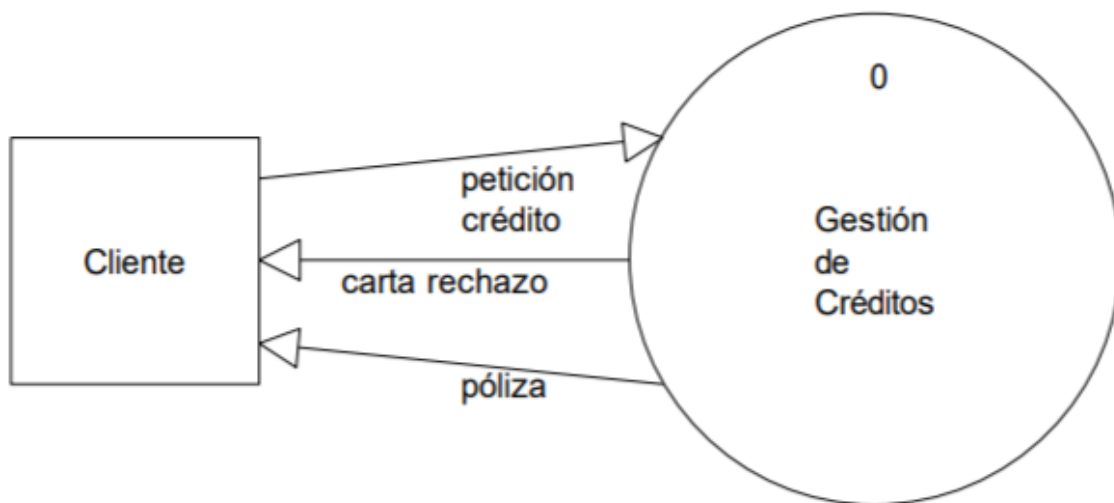 0
petición
crédito
Cliente
Gestión
de
Créditos
carta rechazo
póliza